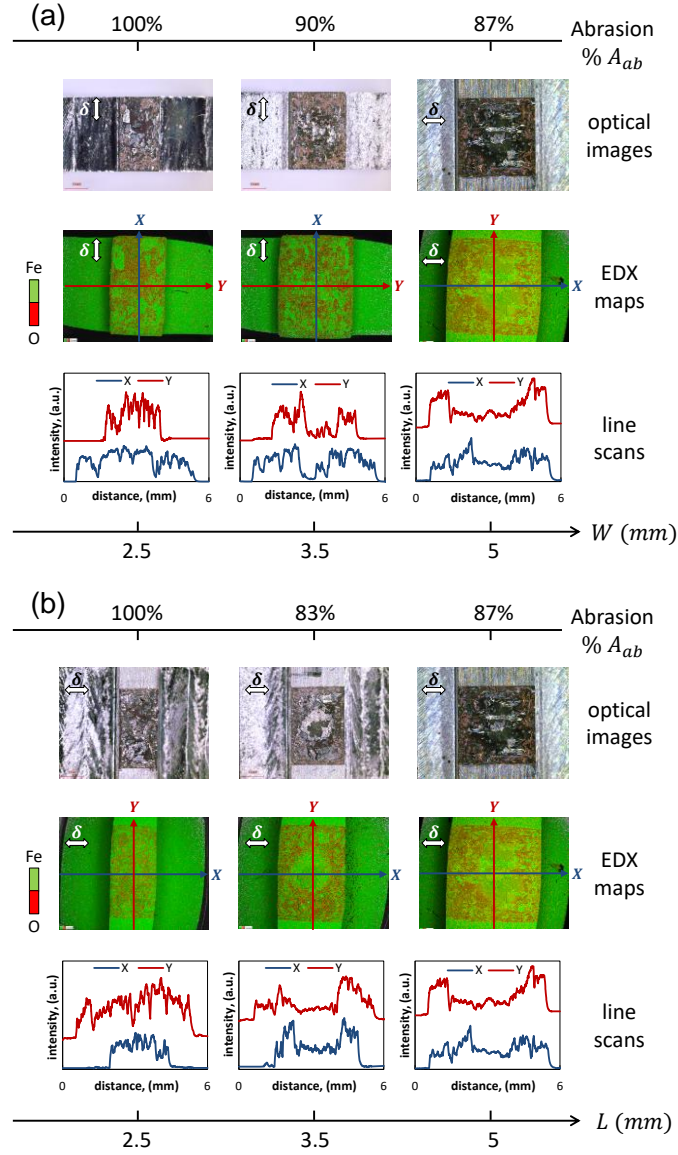 (a)
100% 90% 87% Abrasion
% A_ab
δ δ δ optical
images
X X Y
Fe δ δ δ EDX
Y Y X maps
O
X Y X Y X Y
intensity, (a.u.) intensity, (a.u.) intensity, (a.u.) line
scans
0 6 0 6 0 6
distance, (mm) distance, (mm) distance, (mm)
W (mm)
2.5 3.5 5
(b)
100% 83% 87% Abrasion
% A_ab
δ δ δ optical
images
Y Y Y
Fe δ δ δ EDX
X X X maps
O
X Y X Y X Y
intensity, (a.u.) intensity, (a.u.) intensity, (a.u.) line
scans
0 6 0 6 0 6
distance, (mm) distance, (mm) distance, (mm)
L (mm)
2.5 3.5 5